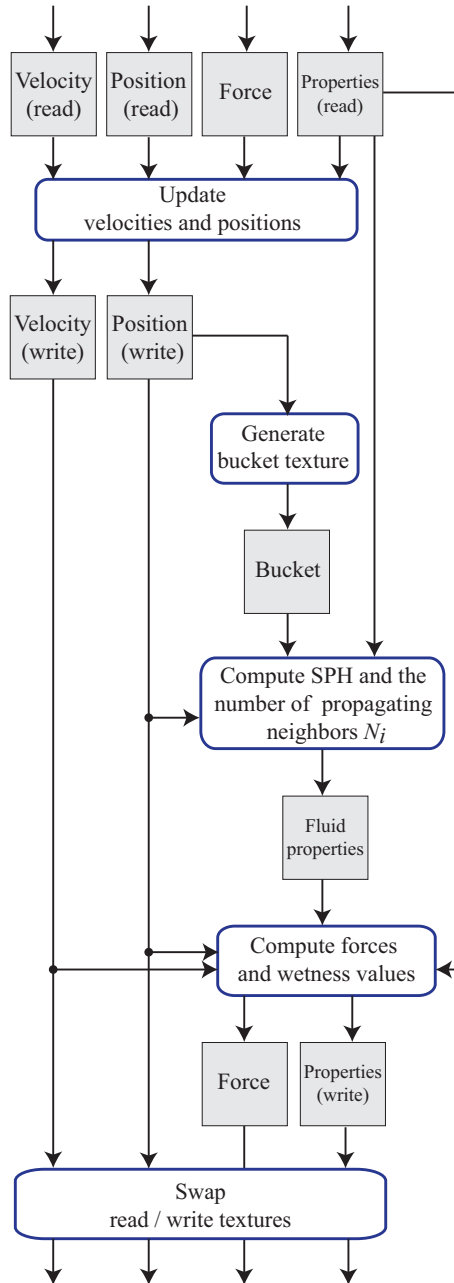 Velocity
(read)
Position
(read)
Force
Properties
(read)
Update
velocities and positions
Velocity
(write)
Position
(write)
Generate
bucket texture
Bucket
Compute SPH and the
number of propagating
neighbors Ni
Fluid
properties
Compute forces
and wetness values
Force
Properties
(write)
Swap
read / write textures